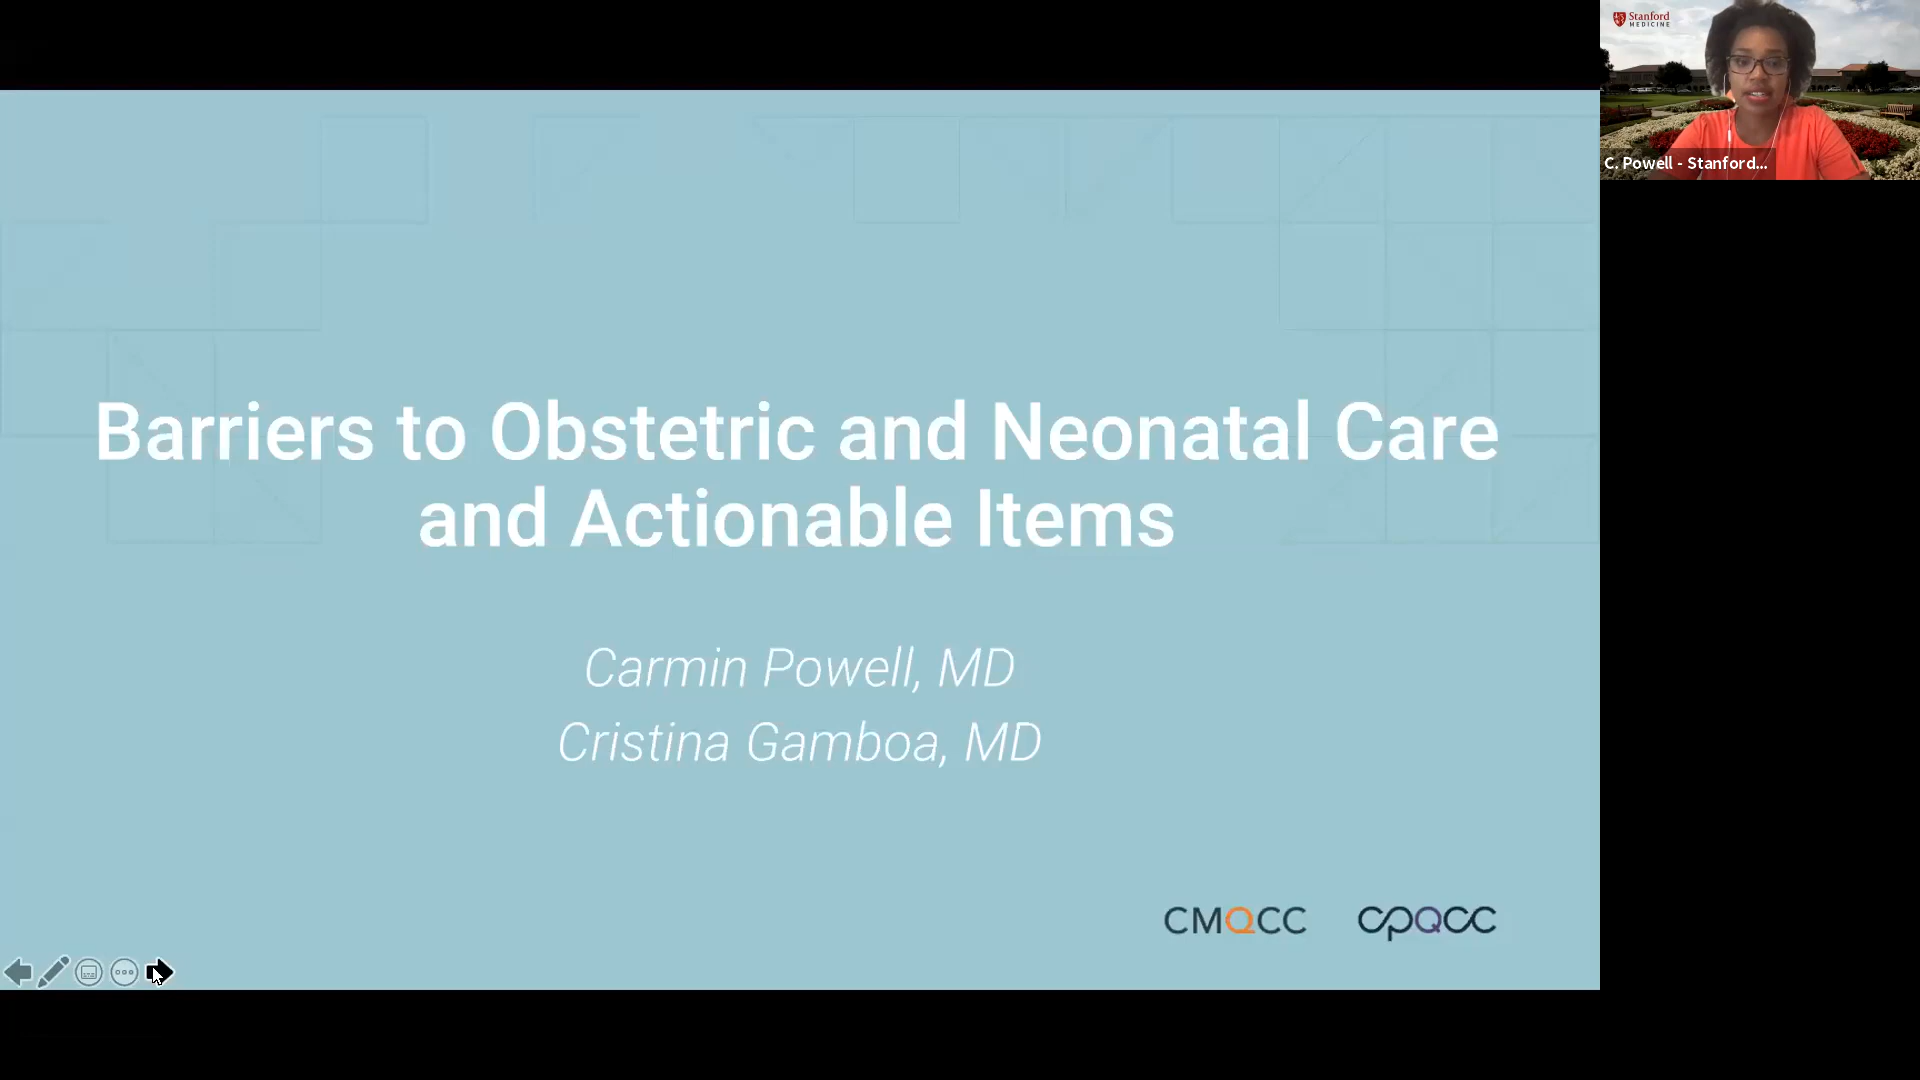 Stanford
MEDICINE
C. Powell - Stanford...
Barriers to Obstetric and Neonatal Care
and Actionable Items
Carmin Powell, MD
Cristina Gamboa, MD
CMQCC
CPQCC